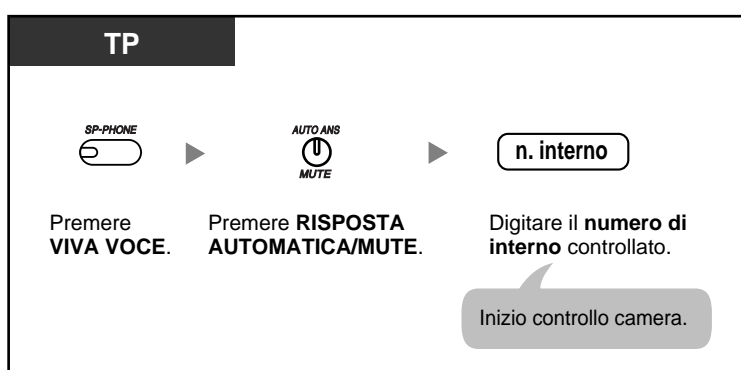 TP
SP-PHONE
AUTO ANS
MUTE
n. interno
Premere
VIVA VOCE.
Premere RISPOSTA
AUTOMATICA/MUTE.
Digitare il numero di
interno controllato.
Inizio controllo camera.